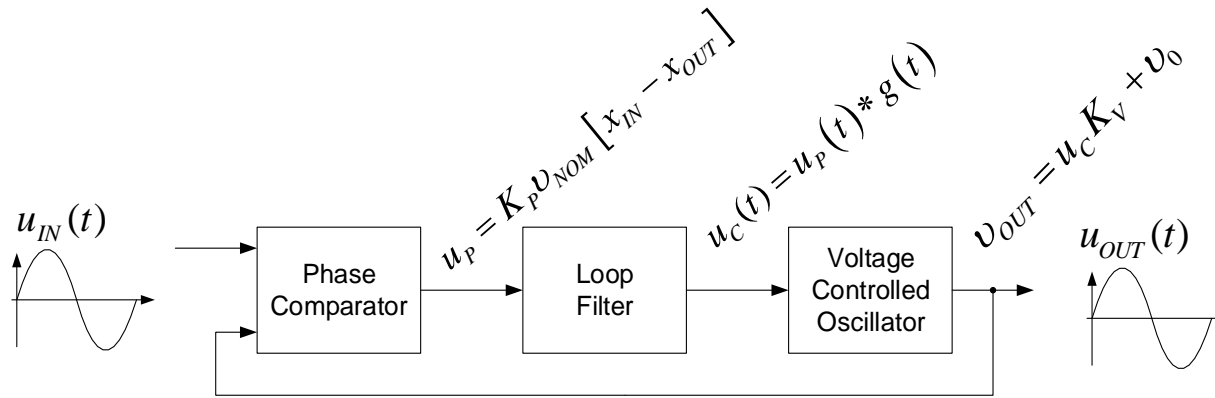 u_P = K_P υ_NOM [x_IN − x_OUT]
u_C(t) = u_P(t) * g(t)
υ_OUT = u_C K_V + υ_0
u_IN(t)
Phase
Comparator
Loop
Filter
Voltage
Controlled
Oscillator
u_OUT(t)